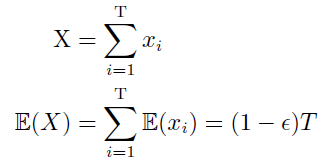 X = \sum_{i=1}^{T} x_i
\mathbb{E}(X) = \sum_{i=1}^{T} \mathbb{E}(x_i) = (1 - \epsilon)T